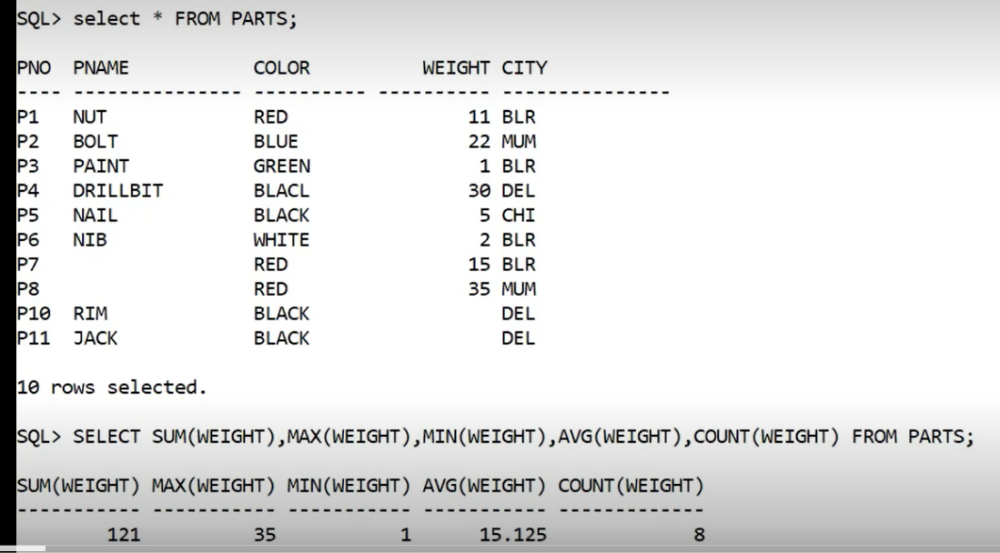 SQL> select * FROM PARTS;
PNO PNAME COLOR WEIGHT CITY
---- --------------- ---------- ---------- ---------------
P1 NUT RED 11 BLR
P2 BOLT BLUE 22 MUM
P3 PAINT GREEN 1 BLR
P4 DRILLBIT BLACL 30 DEL
P5 NAIL BLACK 5 CHI
P6 NIB WHITE 2 BLR
P7 RED 15 BLR
P8 RED 35 MUM
P10 RIM BLACK DEL
P11 JACK BLACK DEL
10 rows selected.
SQL> SELECT SUM(WEIGHT),MAX(WEIGHT),MIN(WEIGHT),AVG(WEIGHT),COUNT(WEIGHT) FROM PARTS;
SUM(WEIGHT) MAX(WEIGHT) MIN(WEIGHT) AVG(WEIGHT) COUNT(WEIGHT)
----------- ----------- ----------- ----------- -------------
121 35 1 15.125 8